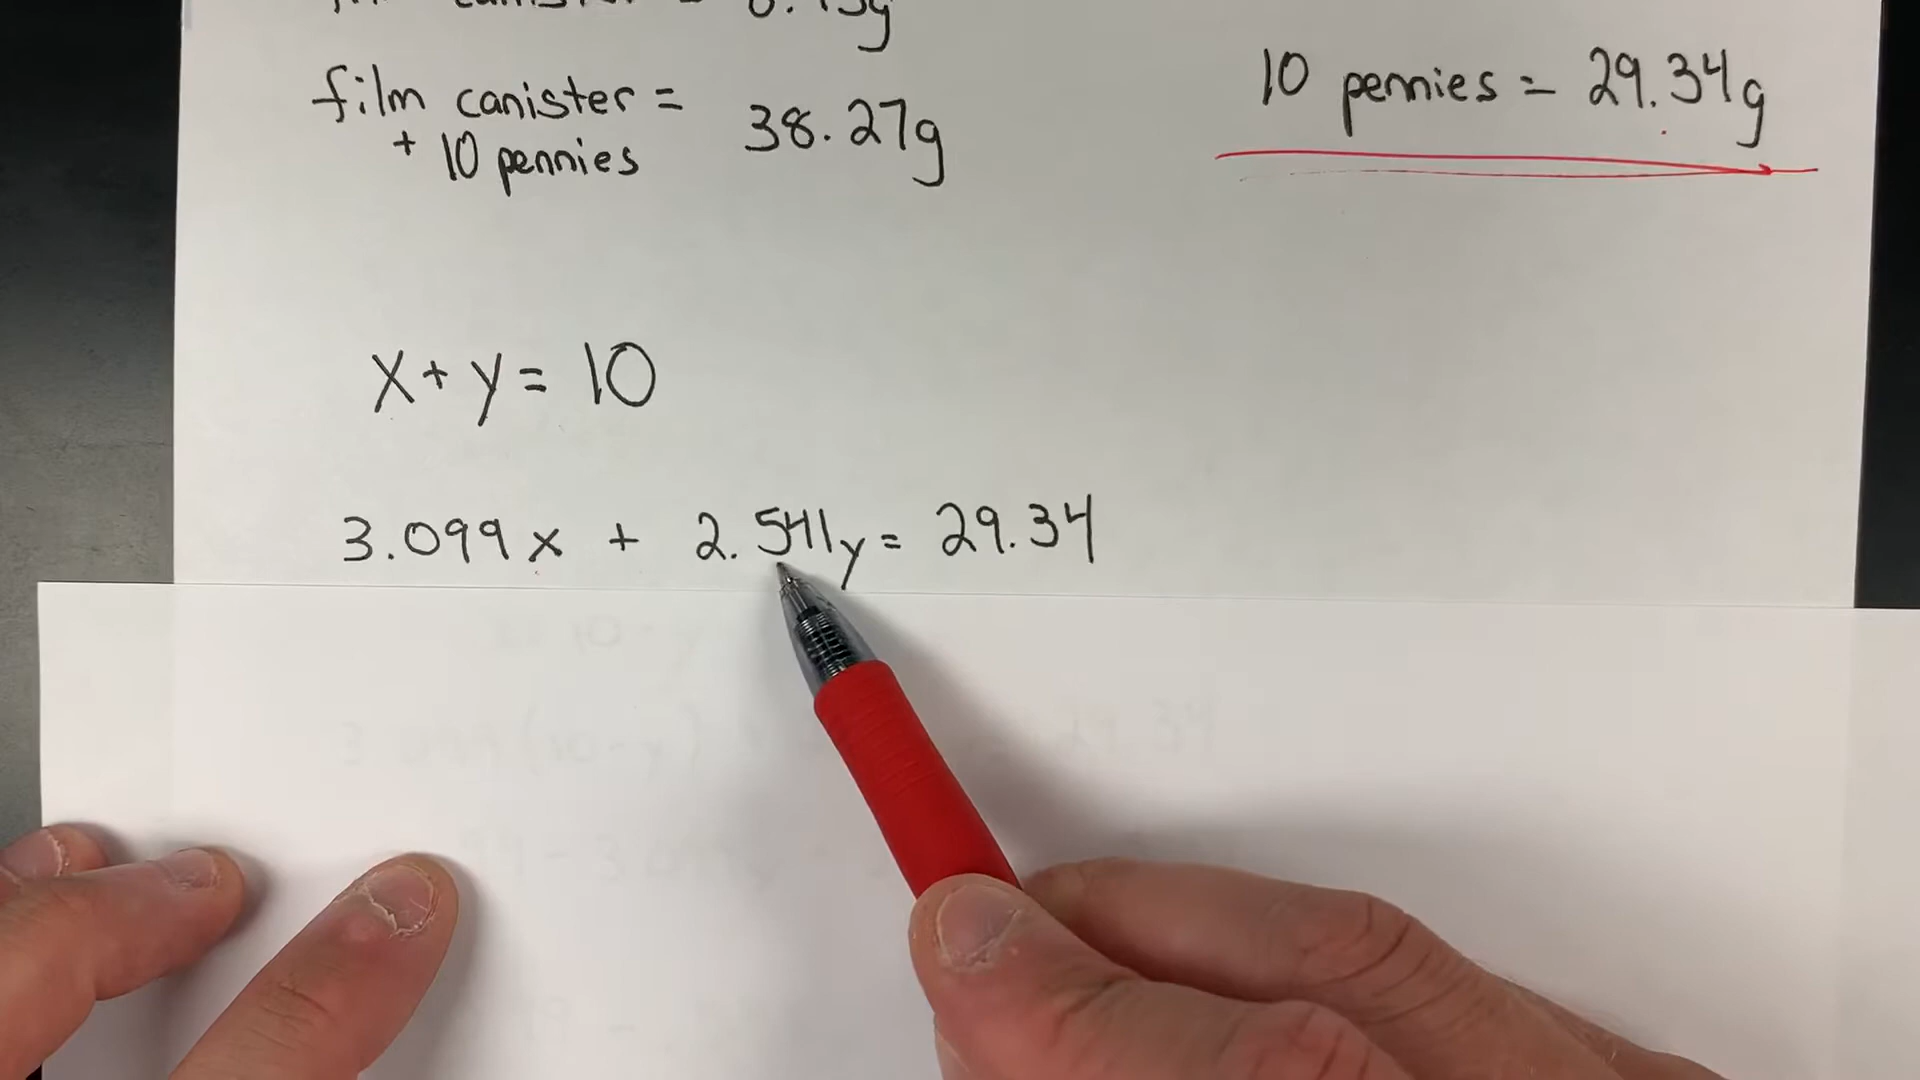 film canister = 38.27g
+ 10 pennies
10 pennies = 29.34g
x + y = 10
3.099x + 2.541y = 29.34